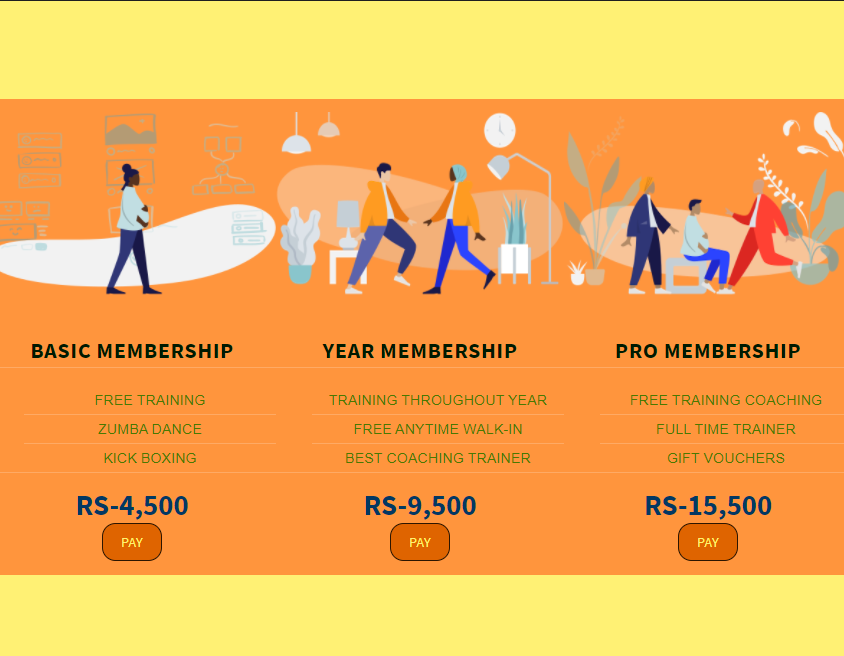 BASIC MEMBERSHIP
FREE TRAINING
ZUMBA DANCE
KICK BOXING
RS-4,500
PAY
YEAR MEMBERSHIP
TRAINING THROUGHOUT YEAR
FREE ANYTIME WALK-IN
BEST COACHING TRAINER
RS-9,500
PAY
PRO MEMBERSHIP
FREE TRAINING COACHING
FULL TIME TRAINER
GIFT VOUCHERS
RS-15,500
PAY